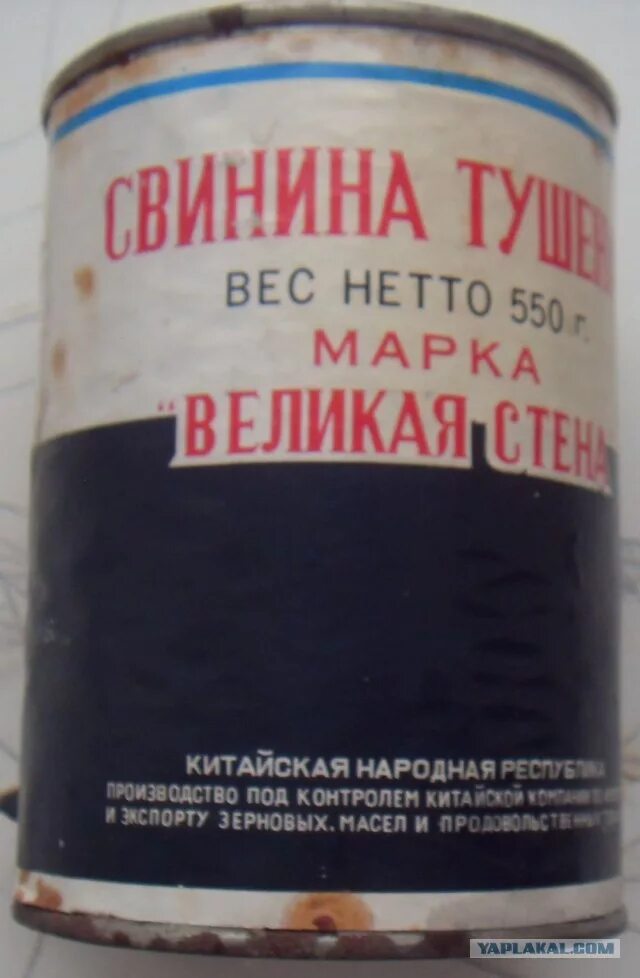 СВИНИНА ТУШЕН
ВЕС НЕТТО 550 г.
МАРКА
"ВЕЛИКАЯ СТЕНА
КИТАЙСКАЯ НАРОДНАЯ РЕСПУБЛИКА
ПРОИЗВОДСТВО ПОД КОНТРОЛЕМ КИТАЙСКОЙ КОМПАНИИ
И ЭКСПОРТУ ЗЕРНОВЫХ. МАСЕЛ И ПРОДОВОЛЬСТВЕННЫХ
YAPLAKAL.COM